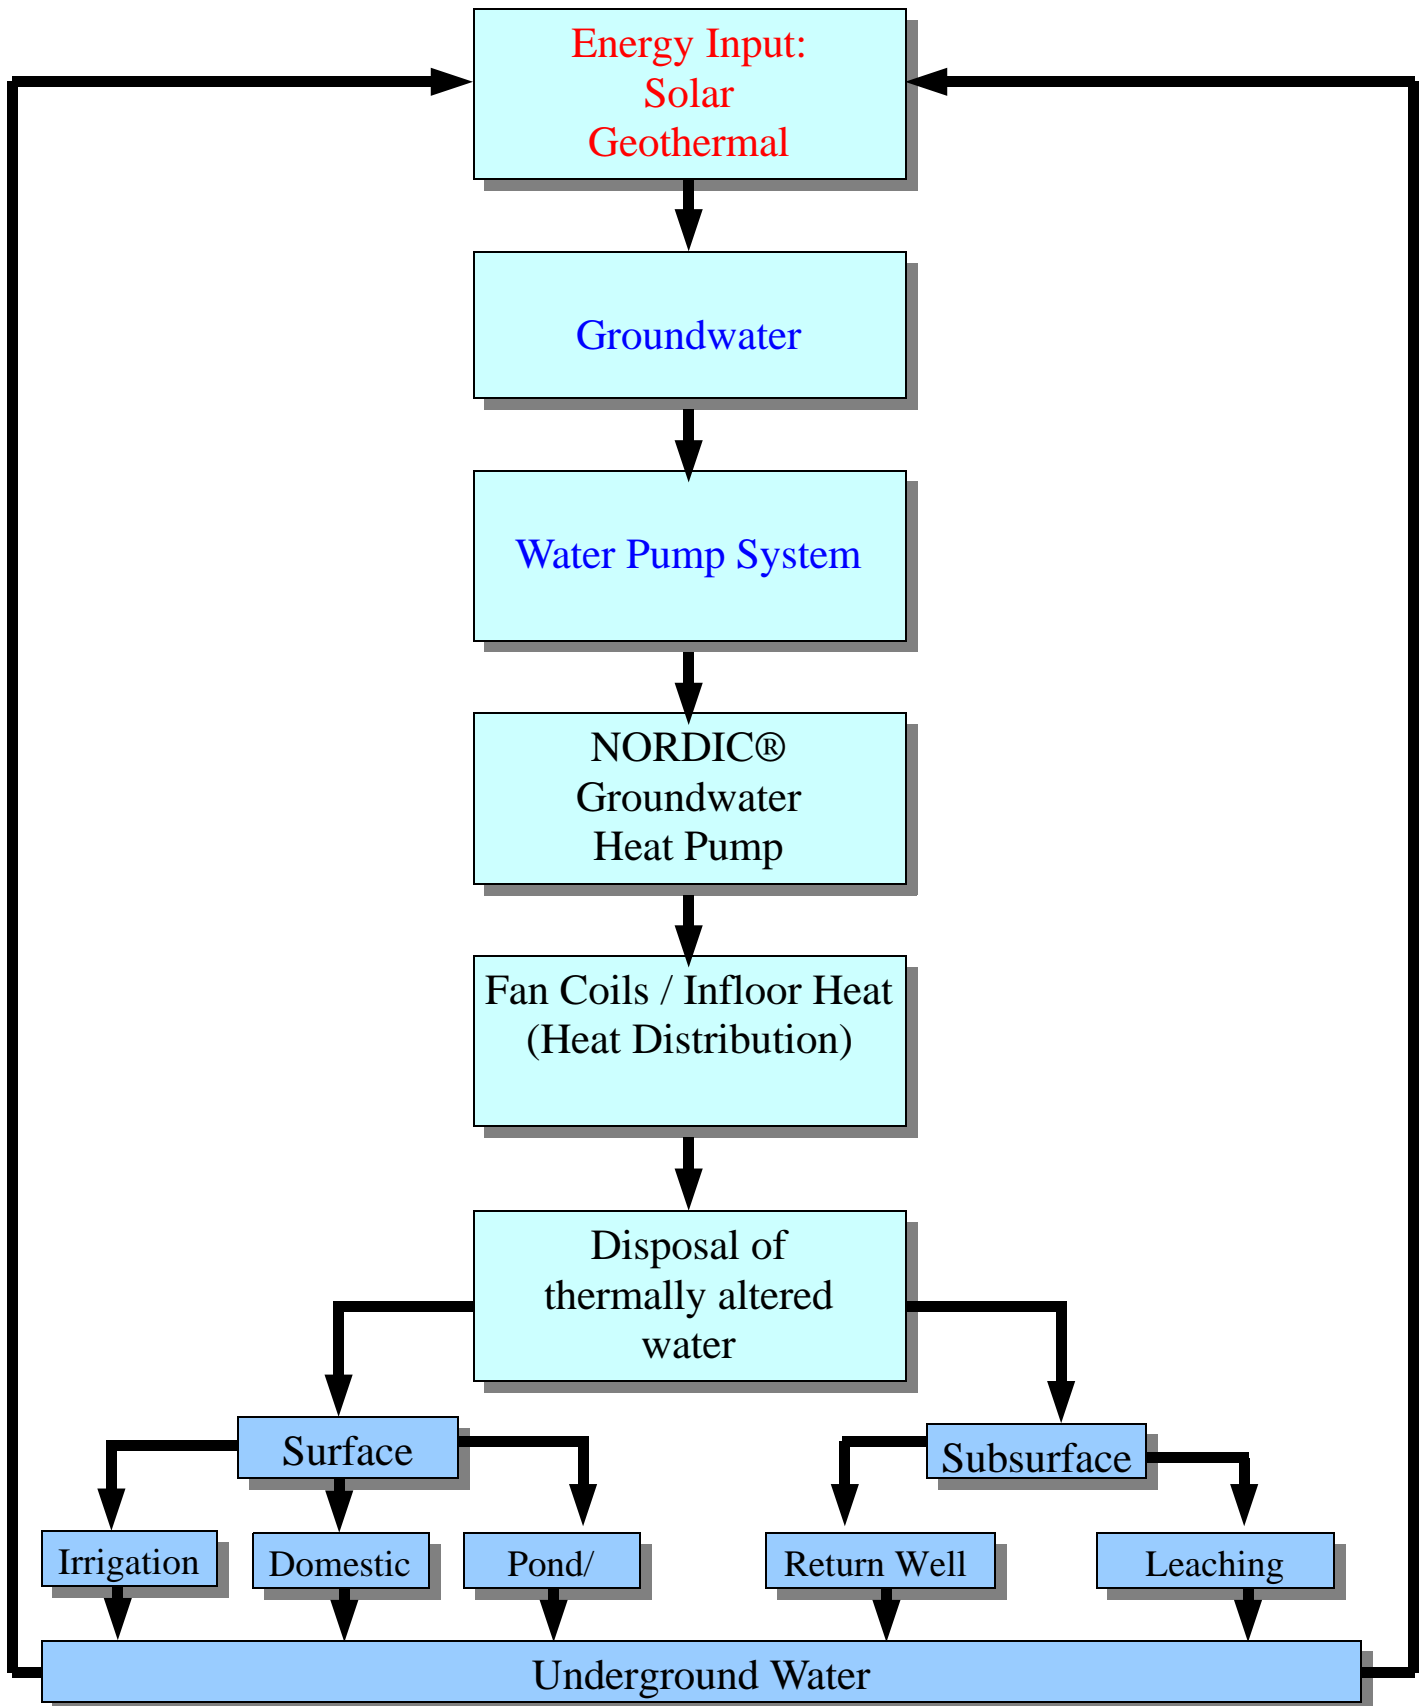 Energy Input:
Solar
Geothermal
Groundwater
Water Pump System
NORDIC®
Groundwater
Heat Pump
Fan Coils / Infloor Heat
(Heat Distribution)
Disposal of
thermally altered
water
Surface
Subsurface
Irrigation
Domestic
Pond/
Return Well
Leaching
Underground Water